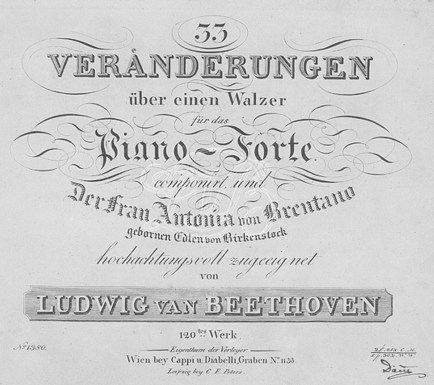 33
VERÄNDERUNGEN
über einen Walzer
für das
Piano-Forte
componirt und
Der Frau Antonia von Brentano
gebornen Edlen von Birkenstock
hochachtungsvoll zugeeignet
von
LUDWIG VAN BEETHOVEN
120tes Werk.
Eigenthum der Verleger
Nº 1380.
Wien bey Cappi u. Diabelli, Graben Nº 1133
Leipzig bey C. F. Peters.